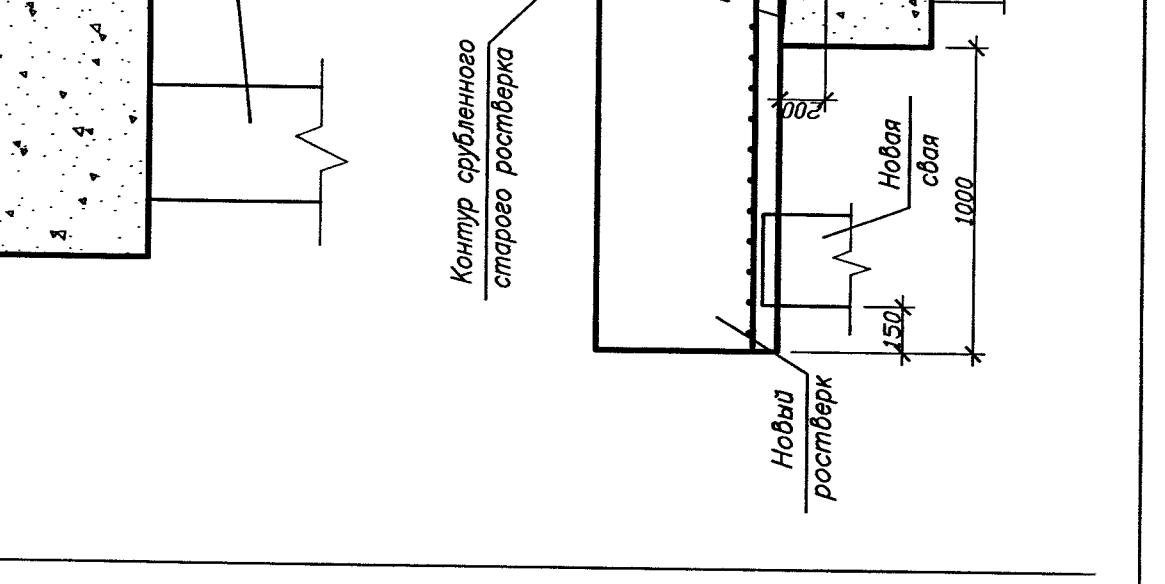 Контур срубленного
старого ростверка
200
Новая
свая
1000
150
Новый
ростверк